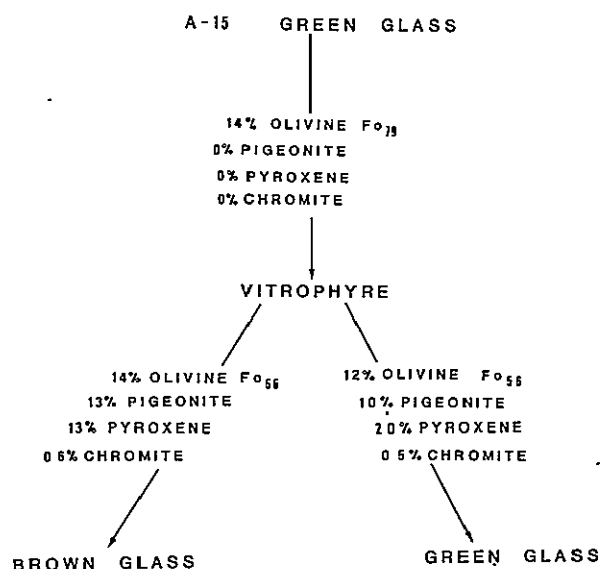 A-15 GREEN GLASS
14% OLIVINE Fo79
0% PIGEONITE
0% PYROXENE
0% CHROMITE
VITROPHYRE
14% OLIVINE Fo56
13% PIGEONITE
13% PYROXENE
0 6% CHROMITE
12% OLIVINE Fo56
10% PIGEONITE
20% PYROXENE
0 5% CHROMITE
BROWN GLASS
GREEN GLASS